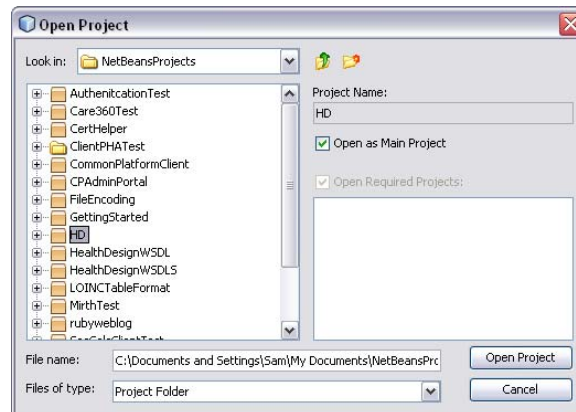 Open Project
Look in: NetBeansProjects
AuthenitcationTest
Care360Test
CertHelper
ClientPHATest
CommonPlatformClient
CPAdminPortal
FileEncoding
GettingStarted
HD
HealthDesignWSDL
HealthDesignWSDLS
LOINCTableFormat
MirthTest
rubyweblog
Project Name:
HD
Open as Main Project
Open Required Projects:
File name: C:\Documents and Settings\Sam\My Documents\NetBeansPrc
Open Project
Files of type: Project Folder
Cancel